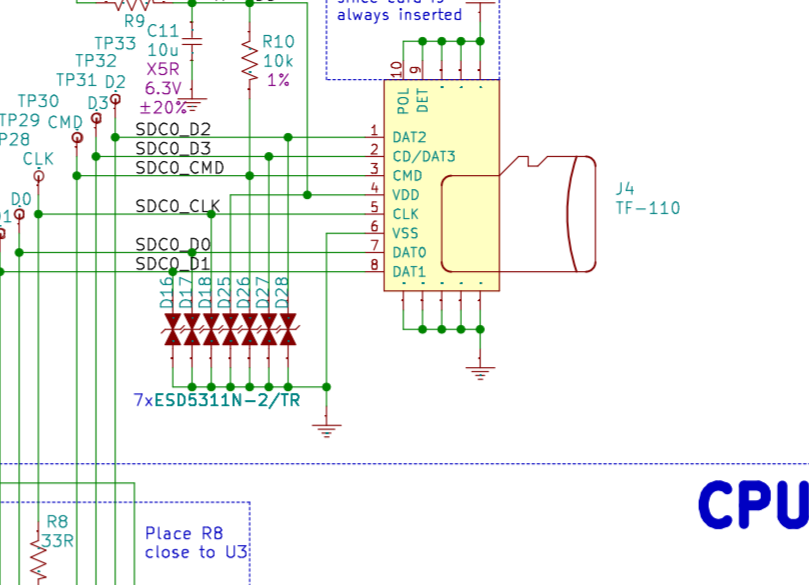 since card is
always inserted
R9
C11
10u
X5R
6.3V
±20%
R10
10k
1%
TP33
TP32
TP31 D2
TP30 D3
TP29 CMD
P28
CLK
D0
D1
SDC0_D2
SDC0_D3
SDC0_CMD
SDC0_CLK
SDC0_D0
SDC0_D1
10
9
POL
DET
1 DAT2
2 CD/DAT3
3 CMD
4 VDD
5 CLK
6 VSS
7 DAT0
8 DAT1
J4
TF-110
D16
D17
D18
D25
D26
D27
D28
7xESD5311N-2/TR
CPU
R8
33R
Place R8
close to U3